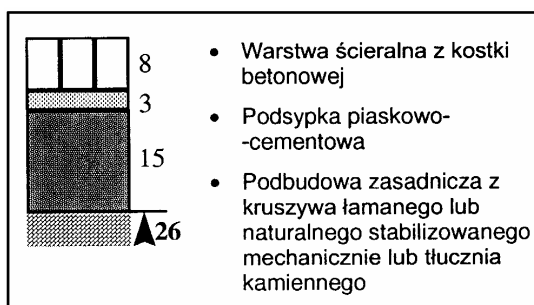 8
3
15
26
• Warstwa ścieralna z kostki
betonowej
• Podsypka piaskowo-
-cementowa
• Podbudowa zasadnicza z
kruszywa łamanego lub
naturalnego stabilizowanego
mechanicznie lub tłucznia
kamiennego